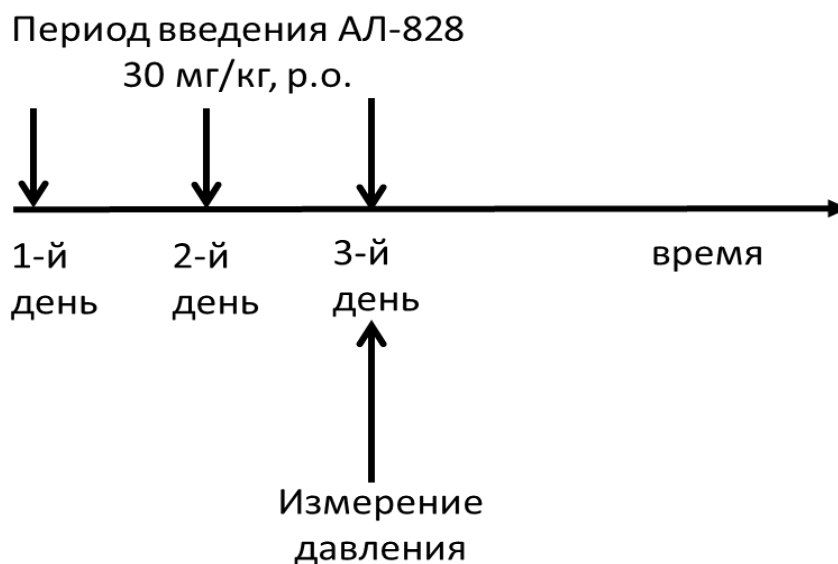 Период введения АЛ-828
30 мг/кг, р.о.
1-й
день
2-й
день
3-й
день
время
Измерение
давления